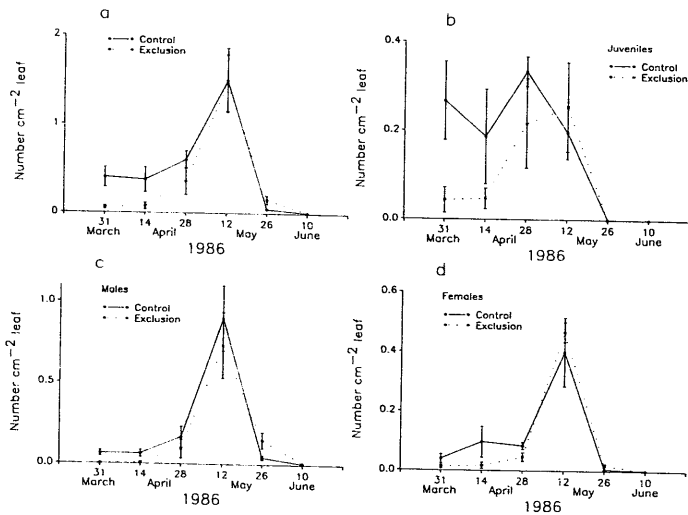 a
2
1
0
Number cm−2 leaf
Control
Exclusion
31 14 28 12 26 10
March April May June
1986
b
0.4
0.2
0.0
Number cm−2 leaf
Juveniles
Control
Exclusion
31 14 28 12 26 10
March April May June
1986
c
1.0
0.5
0.0
Number cm−2 leaf
Males
Control
Exclusion
31 14 28 12 26 10
March April May June
1986
d
0.6
0.4
0.2
0.0
Number cm−2 leaf
Females
Control
Exclusion
31 14 28 12 26 10
March April May June
1986